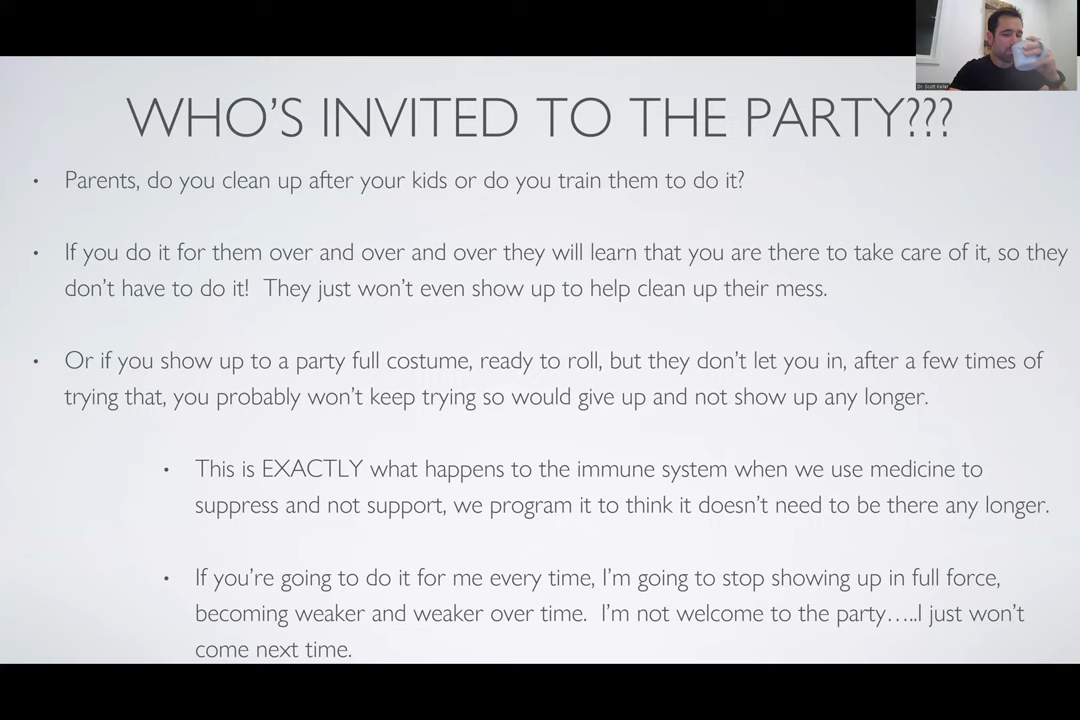 Dr. Scott Keller
WHO'S INVITED TO THE PARTY???
• Parents, do you clean up after your kids or do you train them to do it?
• If you do it for them over and over and over they will learn that you are there to take care of it, so they
don't have to do it! They just won't even show up to help clean up their mess.
• Or if you show up to a party full costume, ready to roll, but they don't let you in, after a few times of
trying that, you probably won't keep trying so would give up and not show up any longer.
• This is EXACTLY what happens to the immune system when we use medicine to
suppress and not support, we program it to think it doesn't need to be there any longer.
• If you're going to do it for me every time, I'm going to stop showing up in full force,
becoming weaker and weaker over time. I'm not welcome to the party.....I just won't
come next time.